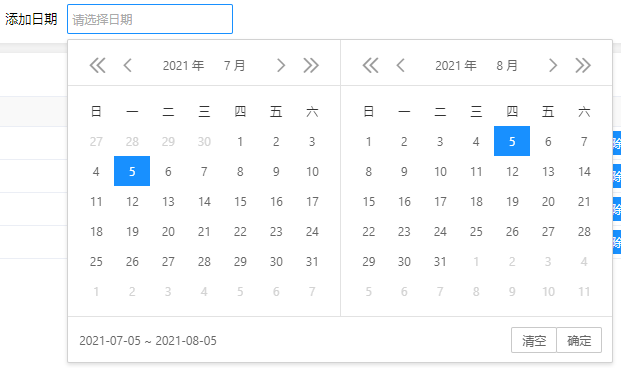 添加日期 请选择日期
2021 年 7 月 2021 年 8 月
日 一 二 三 四 五 六 日 一 二 三 四 五 六
27 28 29 30 1 2 3 1 2 3 4 5 6 7
4 5 6 7 8 9 10 8 9 10 11 12 13 14
11 12 13 14 15 16 17 15 16 17 18 19 20 21
18 19 20 21 22 23 24 22 23 24 25 26 27 28
25 26 27 28 29 30 31 29 30 31 1 2 3 4
1 2 3 4 5 6 7 5 6 7 8 9 10 11
2021-07-05 ~ 2021-08-05 清空 确定